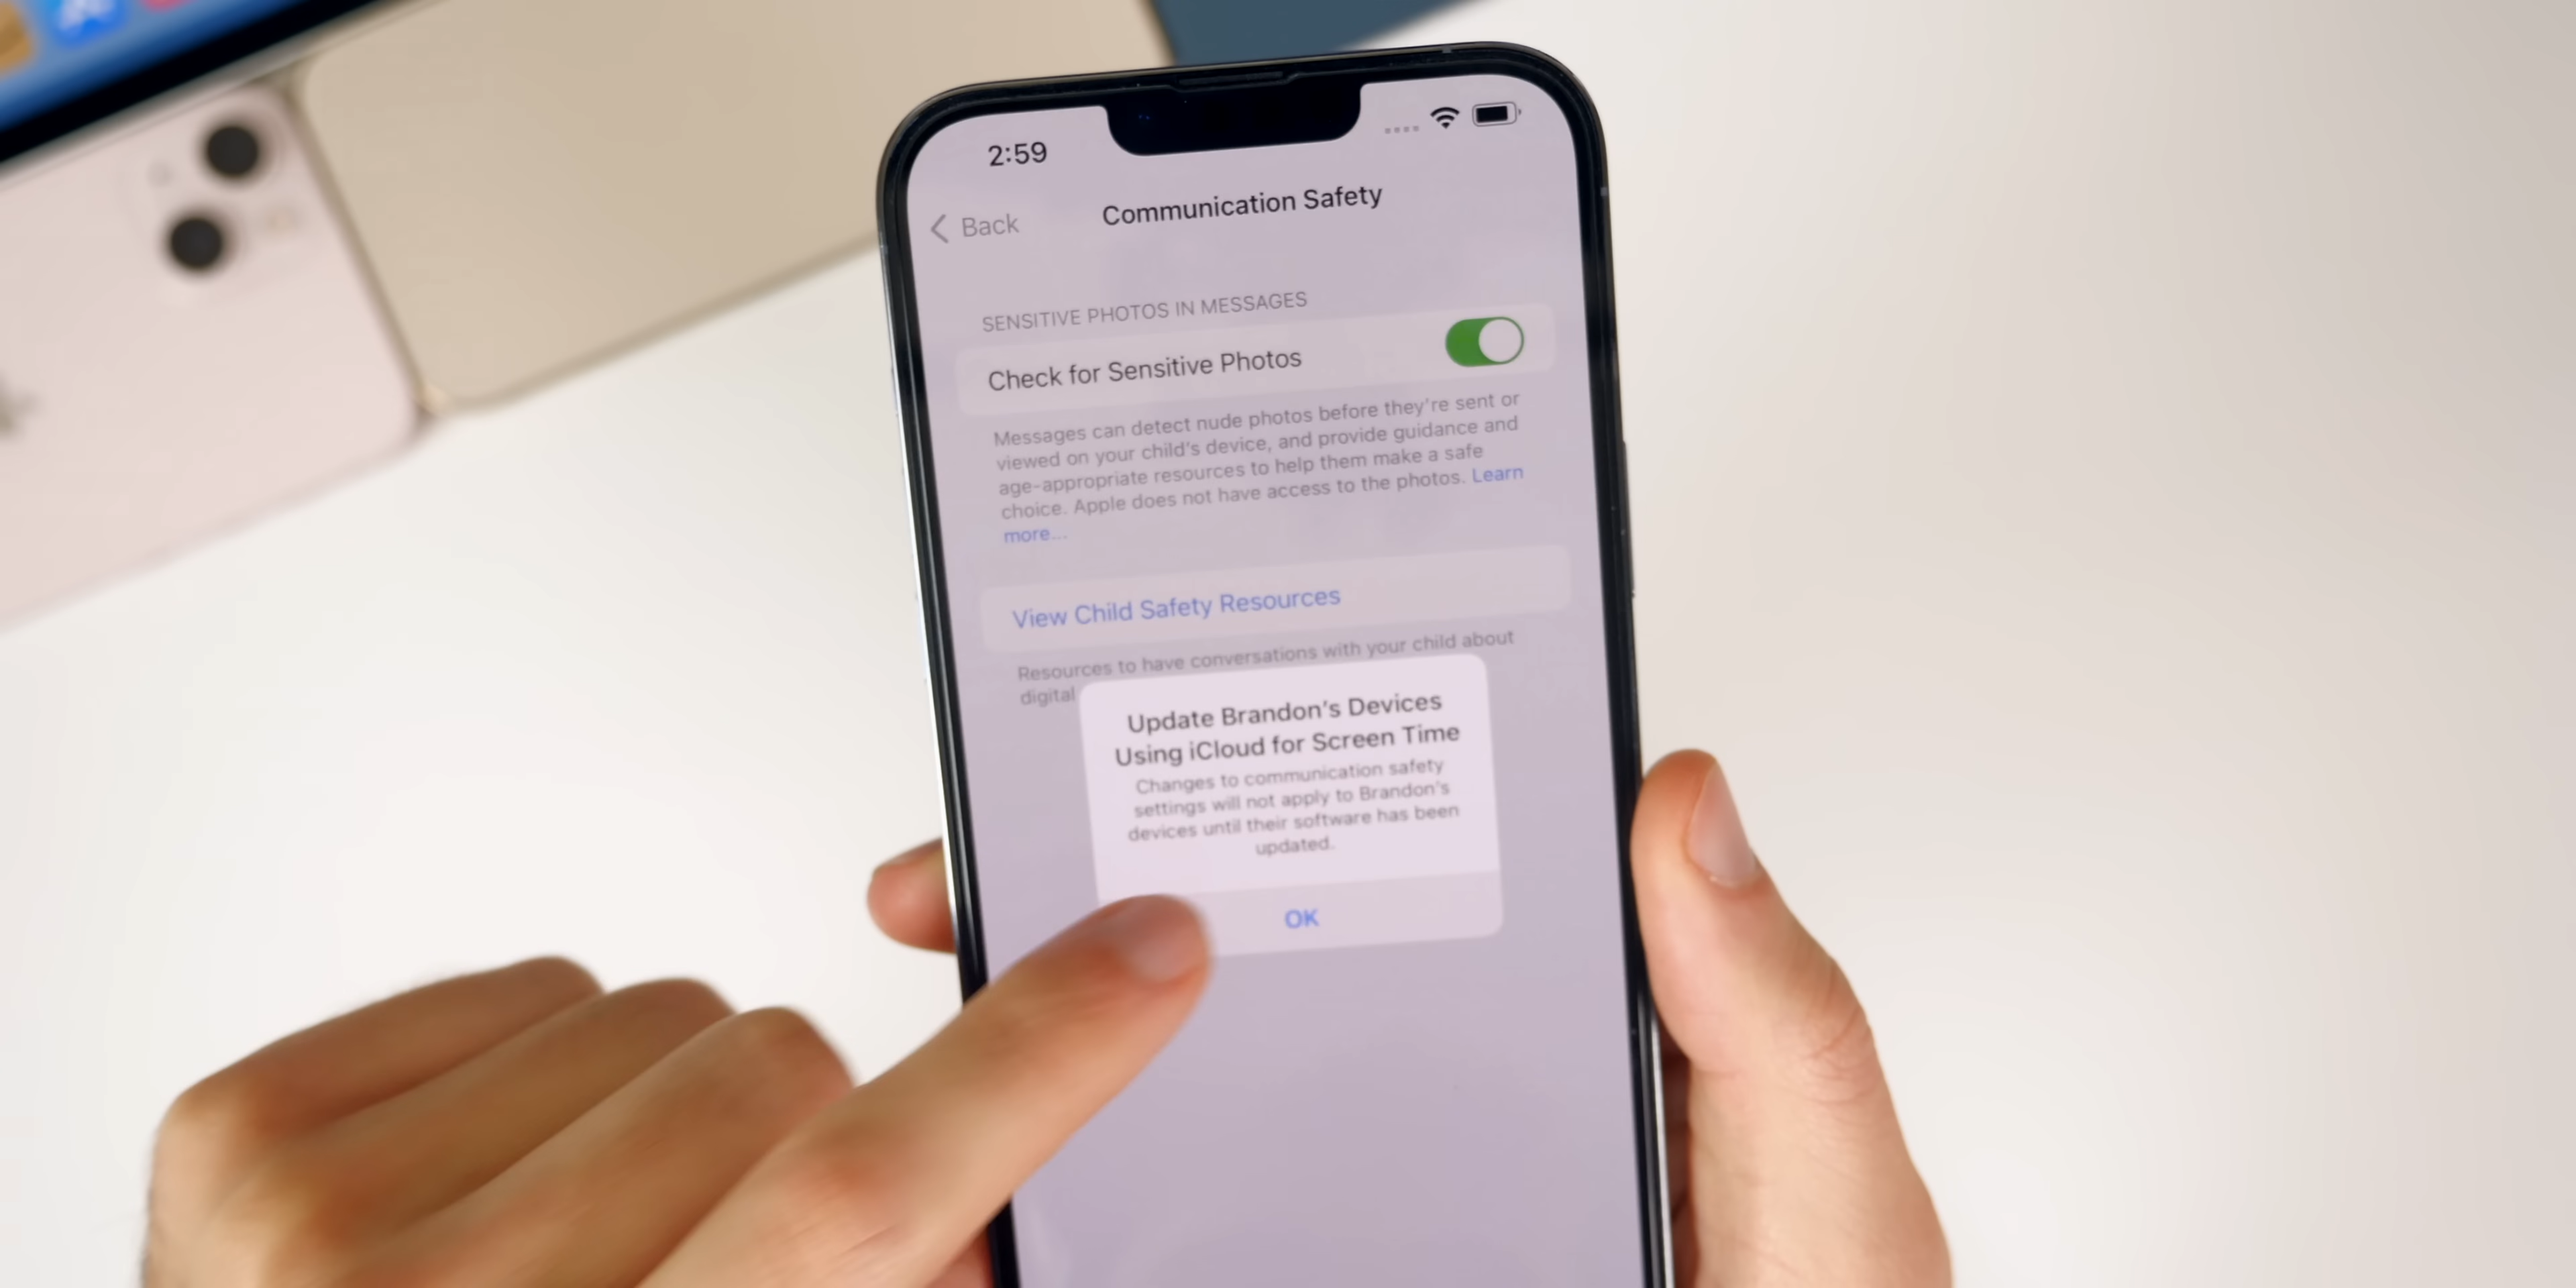 2:59
Back
Communication Safety
SENSITIVE PHOTOS IN MESSAGES
Check for Sensitive Photos
Messages can detect nude photos before they're sent or
viewed on your child's device, and provide guidance and
age-appropriate resources to help them make a safe
choice. Apple does not have access to the photos. Learn
more...
View Child Safety Resources
Resources to have conversations with your child about
digital
Update Brandon's Devices
Using iCloud for Screen Time
Changes to communication safety
settings will not apply to Brandon's
devices until their software has been
updated.
OK